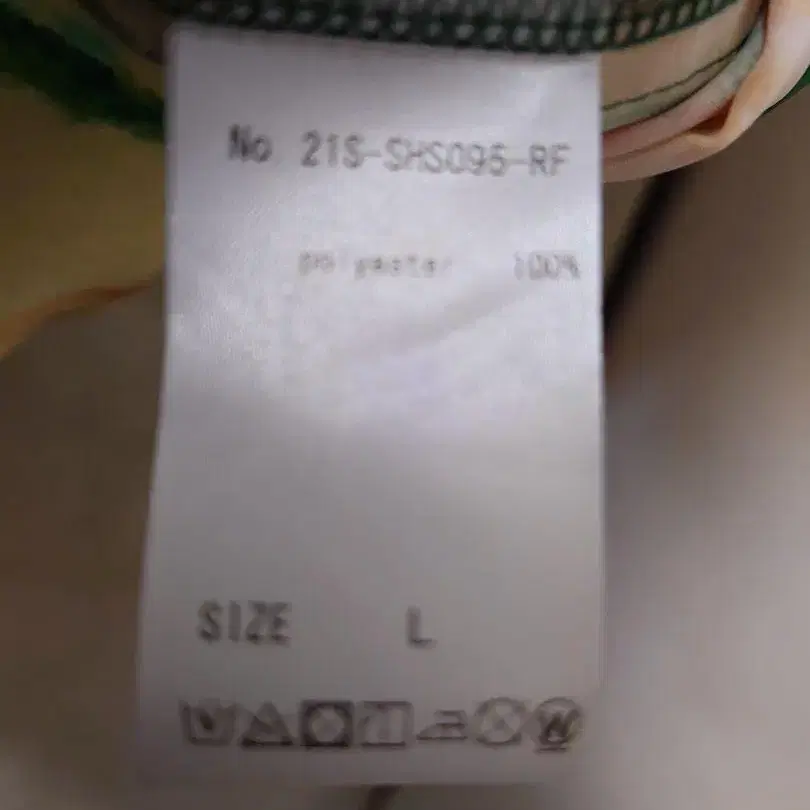 No 21S-SHS095-RF
polyester 100%
SIZE L
W